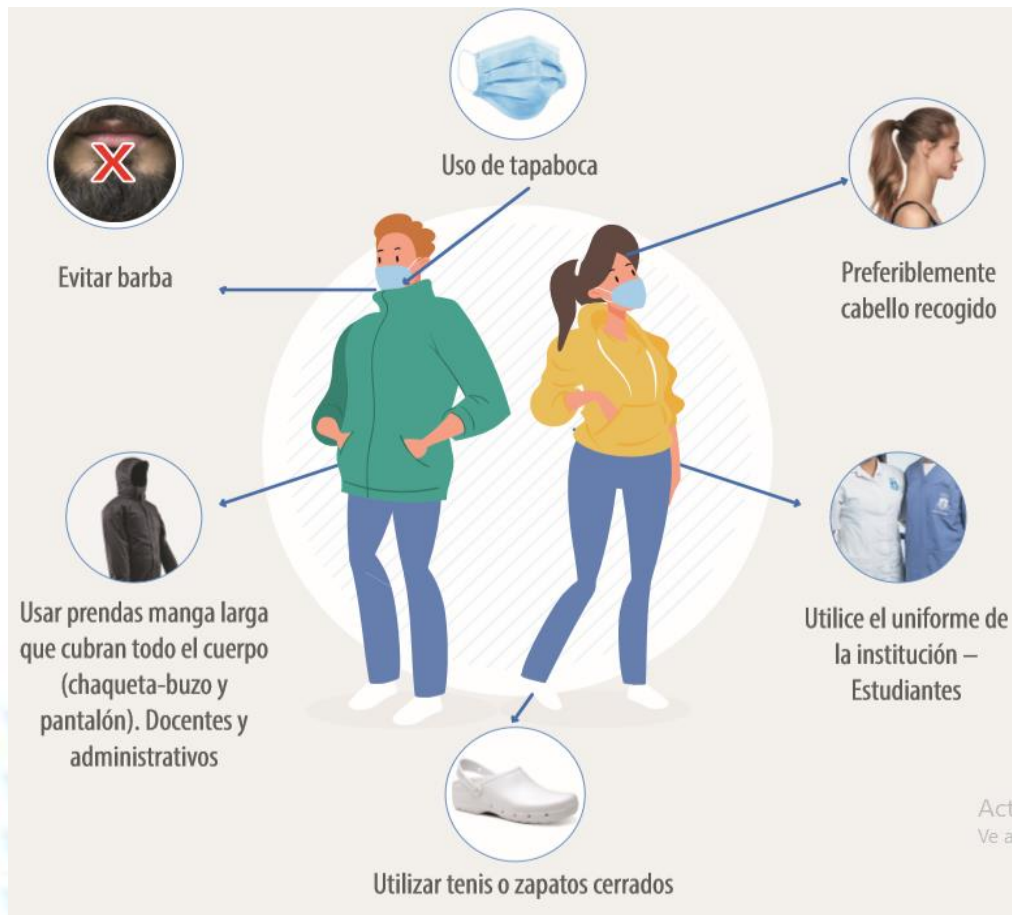 Uso de tapaboca
Evitar barba
Preferiblemente
cabello recogido
Usar prendas manga larga
que cubran todo el cuerpo
(chaqueta-buzo y
pantalón). Docentes y
administrativos
Utilice el uniforme de
la institución –
Estudiantes
Utilizar tenis o zapatos cerrados
Act
Ve a